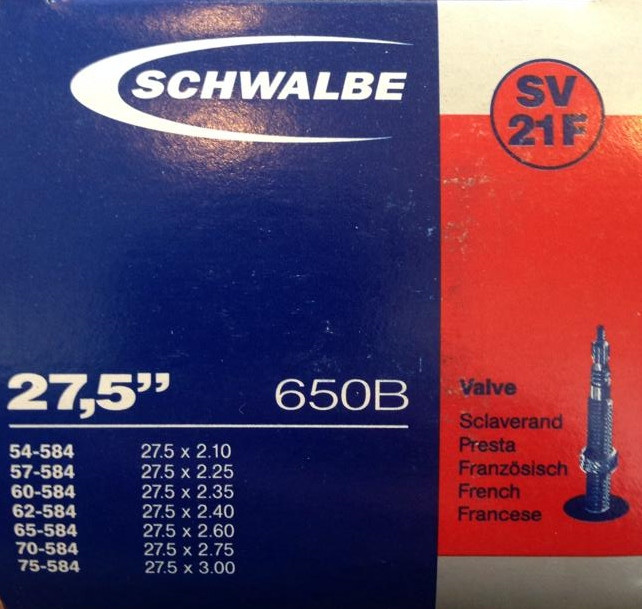 SCHWALBE
SV
21F
27,5”
650B
54-584 27.5 x 2.10
57-584 27.5 x 2.25
60-584 27.5 x 2.35
62-584 27.5 x 2.40
65-584 27.5 x 2.60
70-584 27.5 x 2.75
75-584 27.5 x 3.00
Valve
Sclaverand
Presta
Französisch
French
Francese